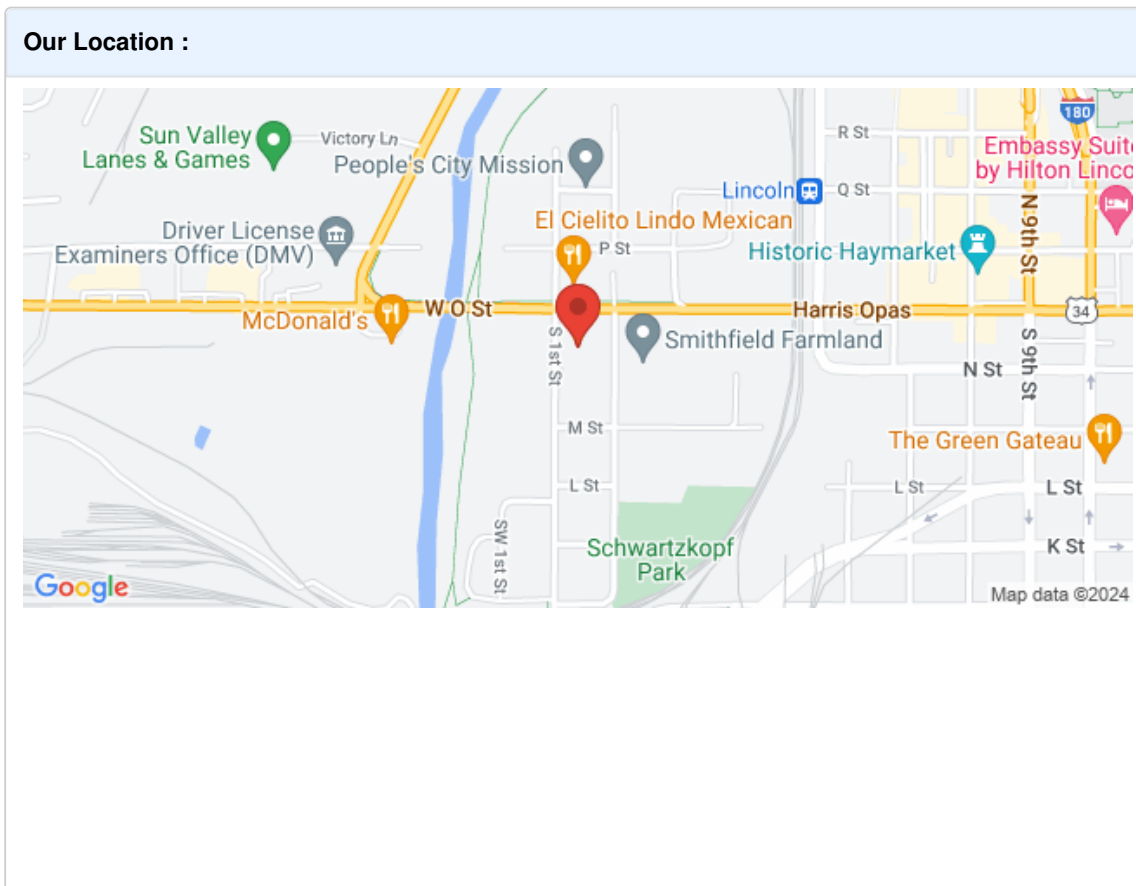 Our Location :
Sun Valley
Lanes & Games
Victory Ln
People's City Mission
R St
180
Embassy Suite
by Hilton Linco
Lincoln
Q St
El Cielito Lindo Mexican
Driver License
Examiners Office (DMV)
P St
Historic Haymarket
N 9th St
McDonald's
W O St
Harris Opas
34
S 1st St
Smithfield Farmland
S 9th St
N St
M St
The Green Gateau
L St
L St
L St
SW 1st St
Schwartzkopf
Park
K St
Google
Map data ©2024